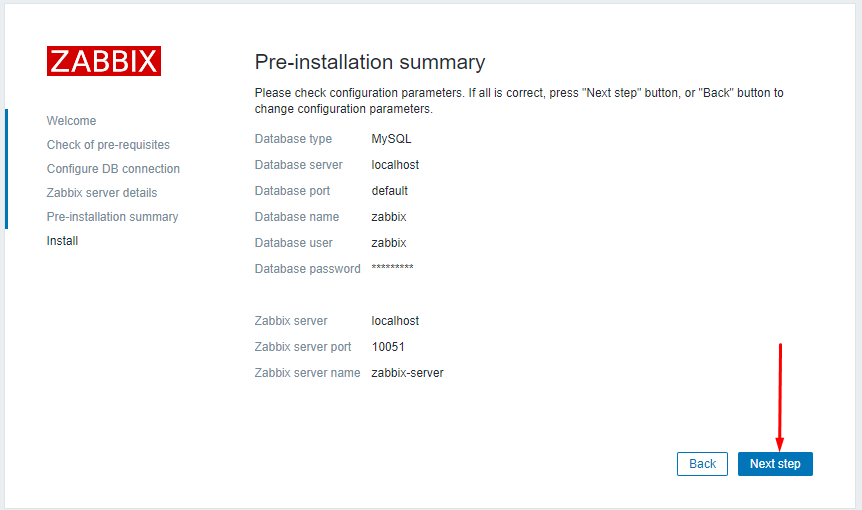 ZABBIX
Welcome
Check of pre-requisites
Configure DB connection
Zabbix server details
Pre-installation summary
Install
Pre-installation summary
Please check configuration parameters. If all is correct, press "Next step" button, or "Back" button to
change configuration parameters.
Database type MySQL
Database server localhost
Database port default
Database name zabbix
Database user zabbix
Database password *********
Zabbix server localhost
Zabbix server port 10051
Zabbix server name zabbix-server
Back Next step